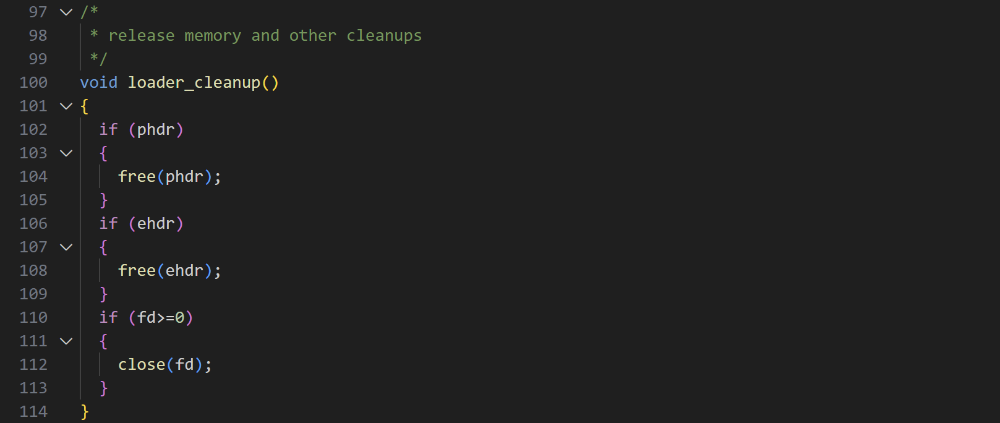 97 /*
98 * release memory and other cleanups
99 */
100 void loader_cleanup()
101 {
102 if (phdr)
103 {
104 free(phdr);
105 }
106 if (ehdr)
107 {
108 free(ehdr);
109 }
110 if (fd>=0)
111 {
112 close(fd);
113 }
114 }